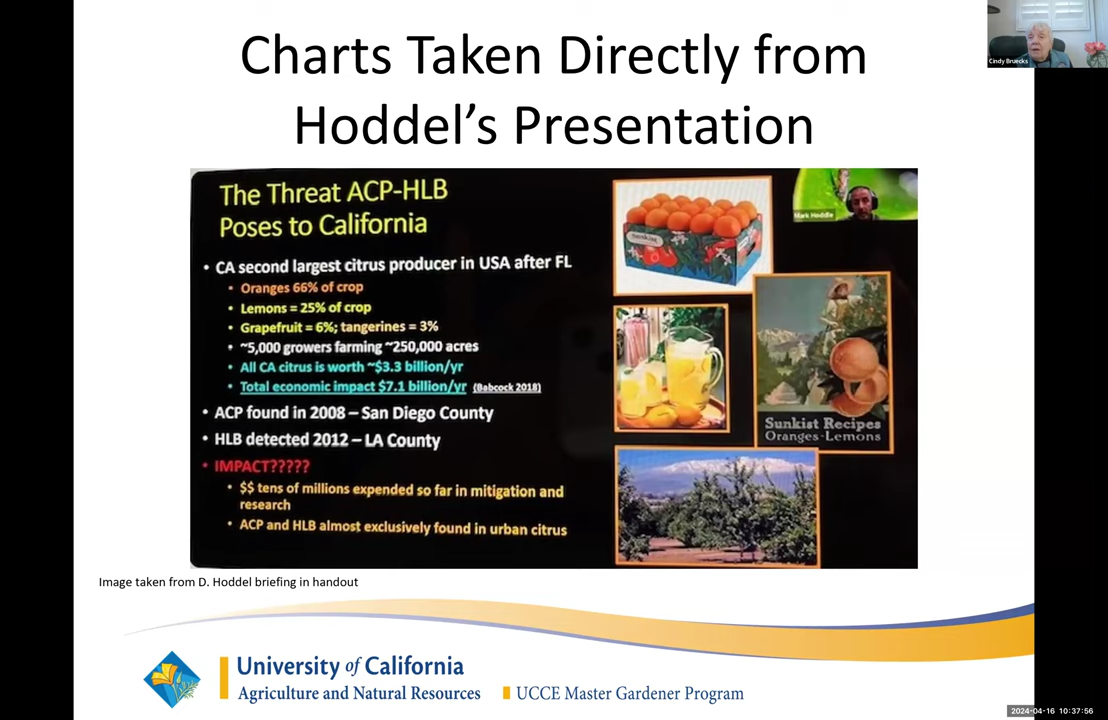 Charts Taken Directly from
Hoddel's Presentation
Cindy Bruecks
The Threat ACP-HLB
Poses to California
• CA second largest citrus producer in USA after FL
• Oranges 66% of crop
• Lemons = 25% of crop
• Grapefruit = 6%; tangerines = 3%
• ~5,000 growers farming ~250,000 acres
• All CA citrus is worth ~$3.3 billion/yr
• Total economic impact $7.1 billion/yr (Babcock 2018)
• ACP found in 2008 – San Diego County
• HLB detected 2012 – LA County
• IMPACT?????
• $$ tens of millions expended so far in mitigation and
research
• ACP and HLB almost exclusively found in urban citrus
Mark Hoddle
Sunkist
Sunkist Recipes
Oranges-Lemons
Image taken from D. Hoddel briefing in handout
University of California
Agriculture and Natural Resources
UCCE Master Gardener Program
2024-04-16 10:37:56